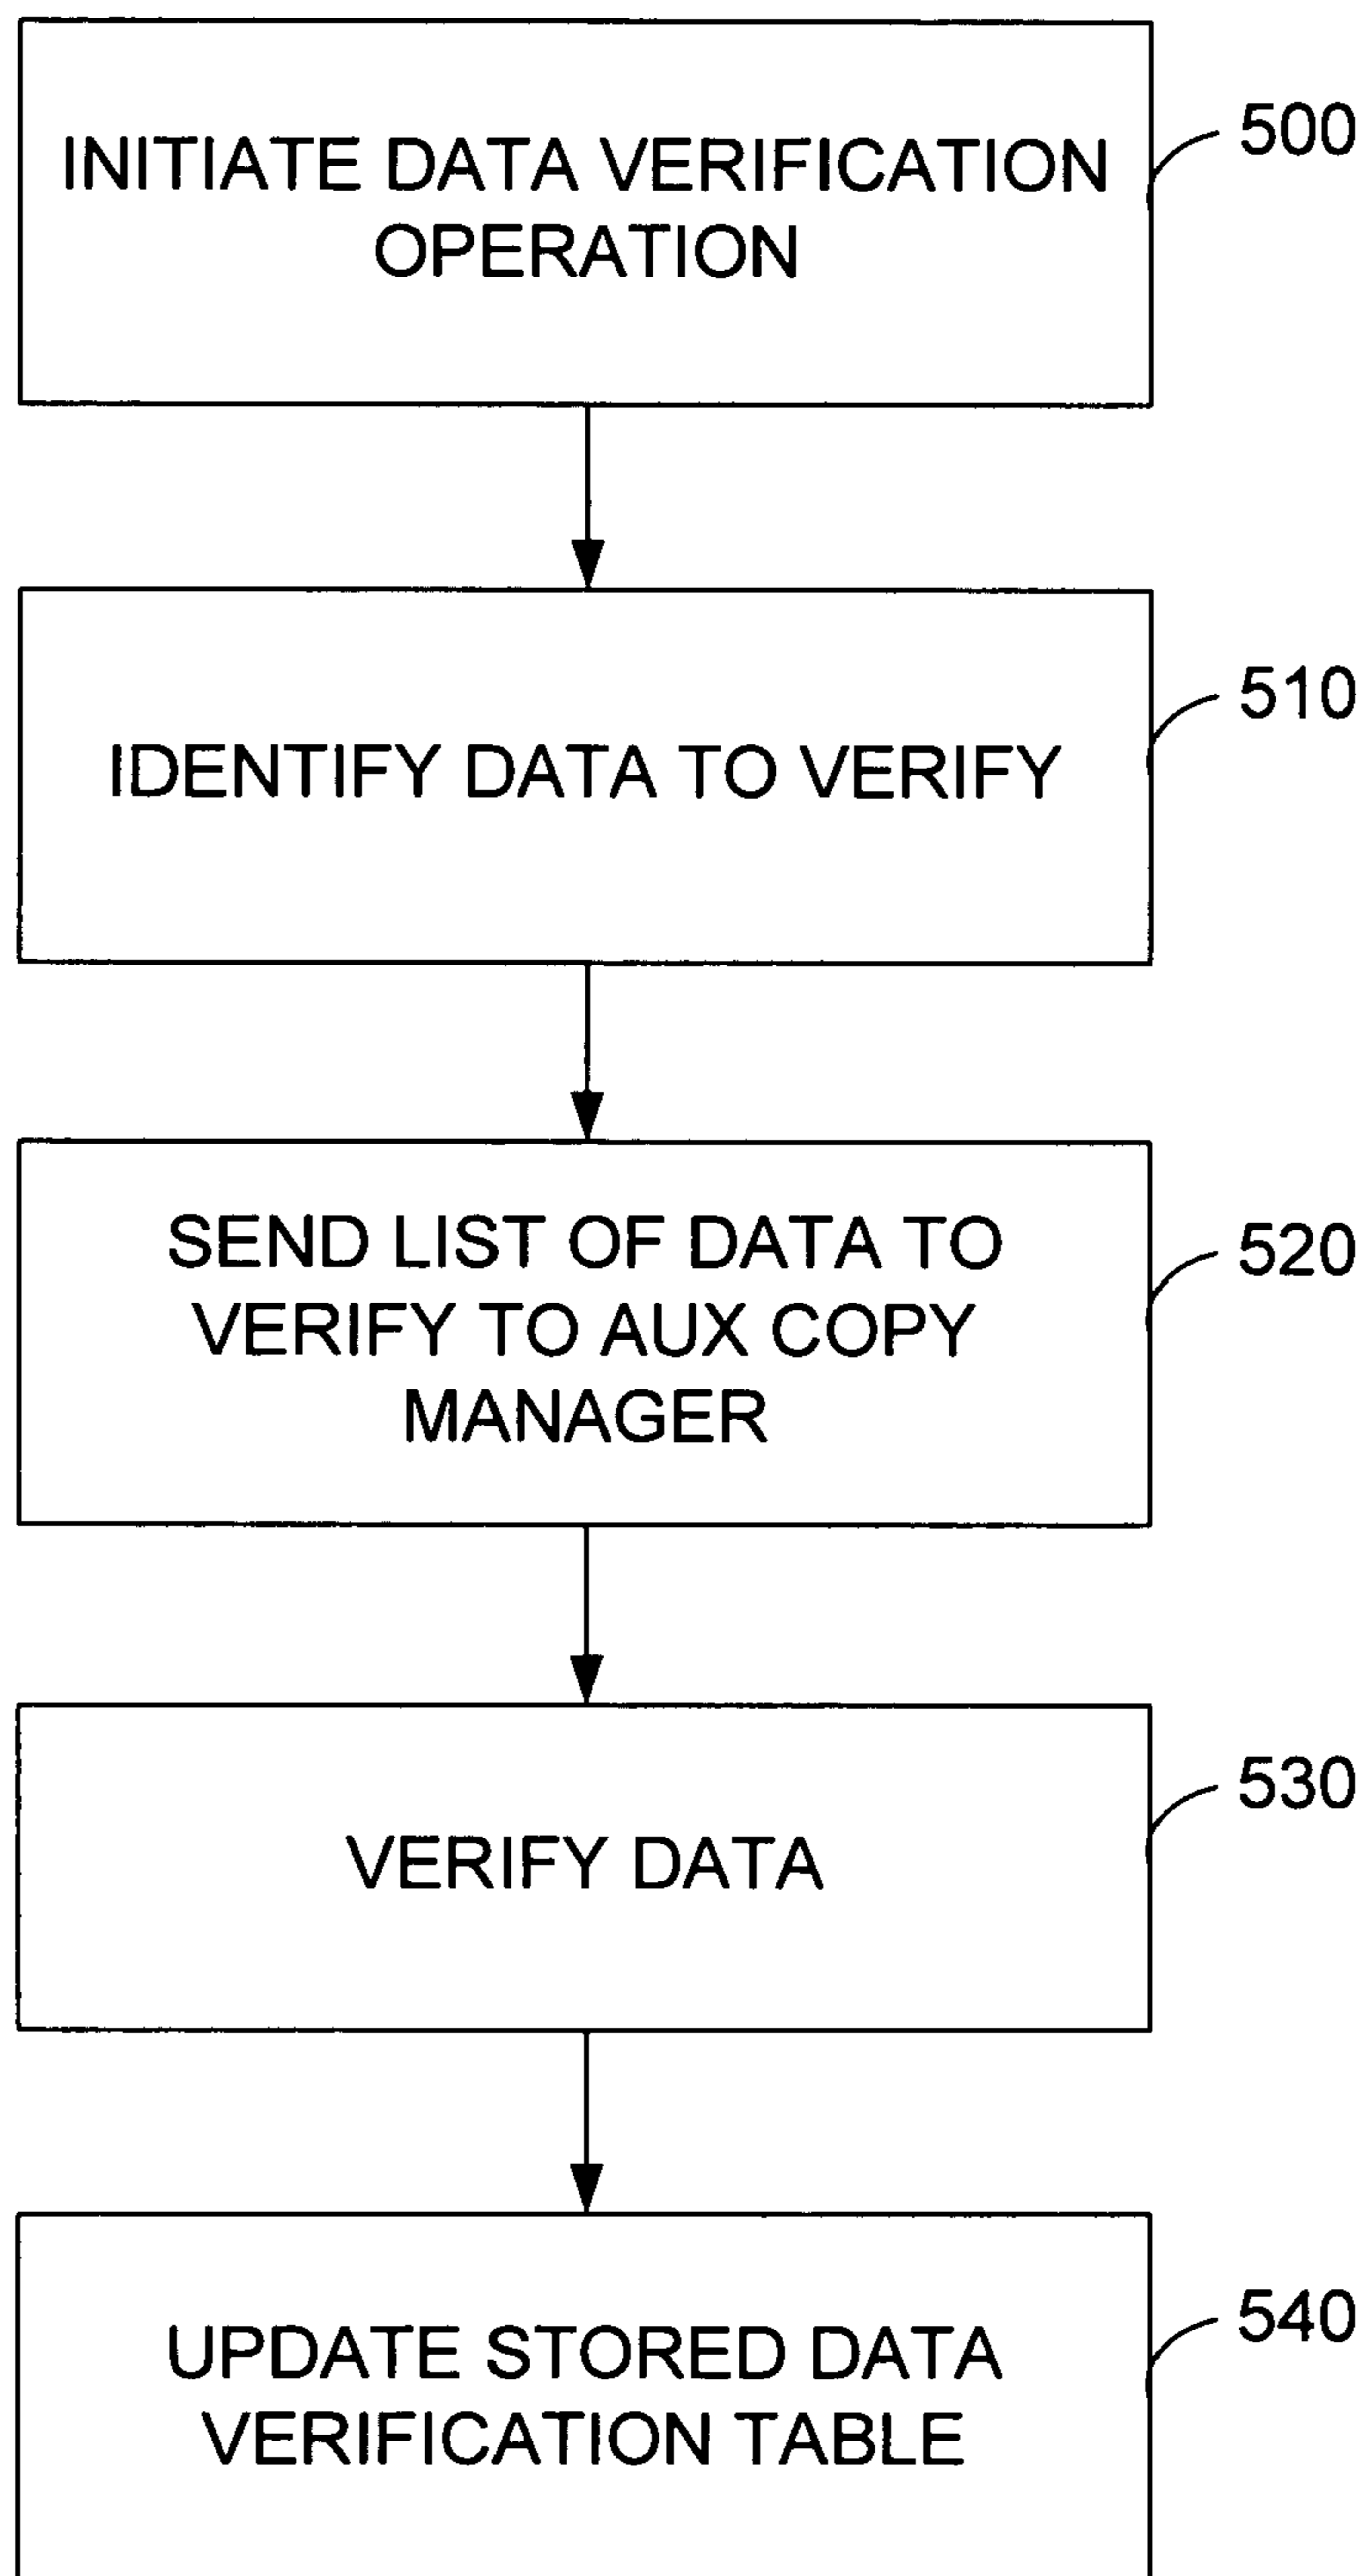 INITIATE DATA VERIFICATION
OPERATION
500
IDENTIFY DATA TO VERIFY
510
SEND LIST OF DATA TO
VERIFY TO AUX COPY
MANAGER
520
VERIFY DATA
530
UPDATE STORED DATA
VERIFICATION TABLE
540